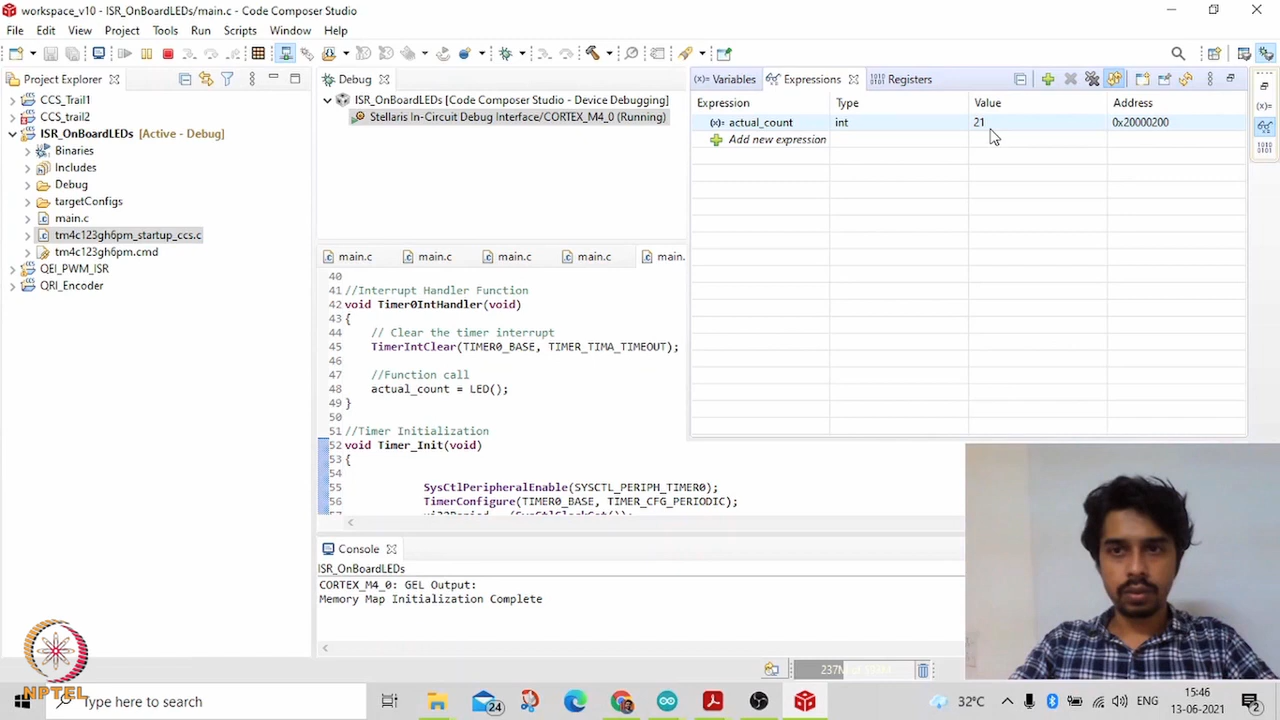 workspace_v10 - ISR_OnBoardLEDs/main.c - Code Composer Studio
File Edit View Project Tools Run Scripts Window Help
Project Explorer
CCS_Trail1
CCS_trail2
ISR_OnBoardLEDs [Active - Debug]
Binaries
Includes
Debug
targetConfigs
main.c
tm4c123gh6pm_startup_ccs.c
tm4c123gh6pm.cmd
QEI_PWM_ISR
QRI_Encoder
Debug
ISR_OnBoardLEDs [Code Composer Studio - Device Debugging]
Stellaris In-Circuit Debug Interface/CORTEX_M4_0 (Running)
(x)= Variables Expressions 1010 0101 Registers
Expression Type Value Address
(x)= actual_count int 21 0x20000200
Add new expression
main.c main.c main.c main.c main.
40
41 //Interrupt Handler Function
42 void Timer0IntHandler(void)
43 {
44 // Clear the timer interrupt
45 TimerIntClear(TIMER0_BASE, TIMER_TIMA_TIMEOUT);
46
47 //Function call
48 actual_count = LED();
49 }
50
51 //Timer Initialization
52 void Timer_Init(void)
53 {
54
55 SysCtlPeripheralEnable(SYSCTL_PERIPH_TIMER0);
56 TimerConfigure(TIMER0_BASE, TIMER_CFG_PERIODIC);
Console
ISR_OnBoardLEDs
CORTEX_M4_0: GEL Output:
Memory Map Initialization Complete
NPTEL
Type here to search
24
32°C
ENG
15:46
13-06-2021
2